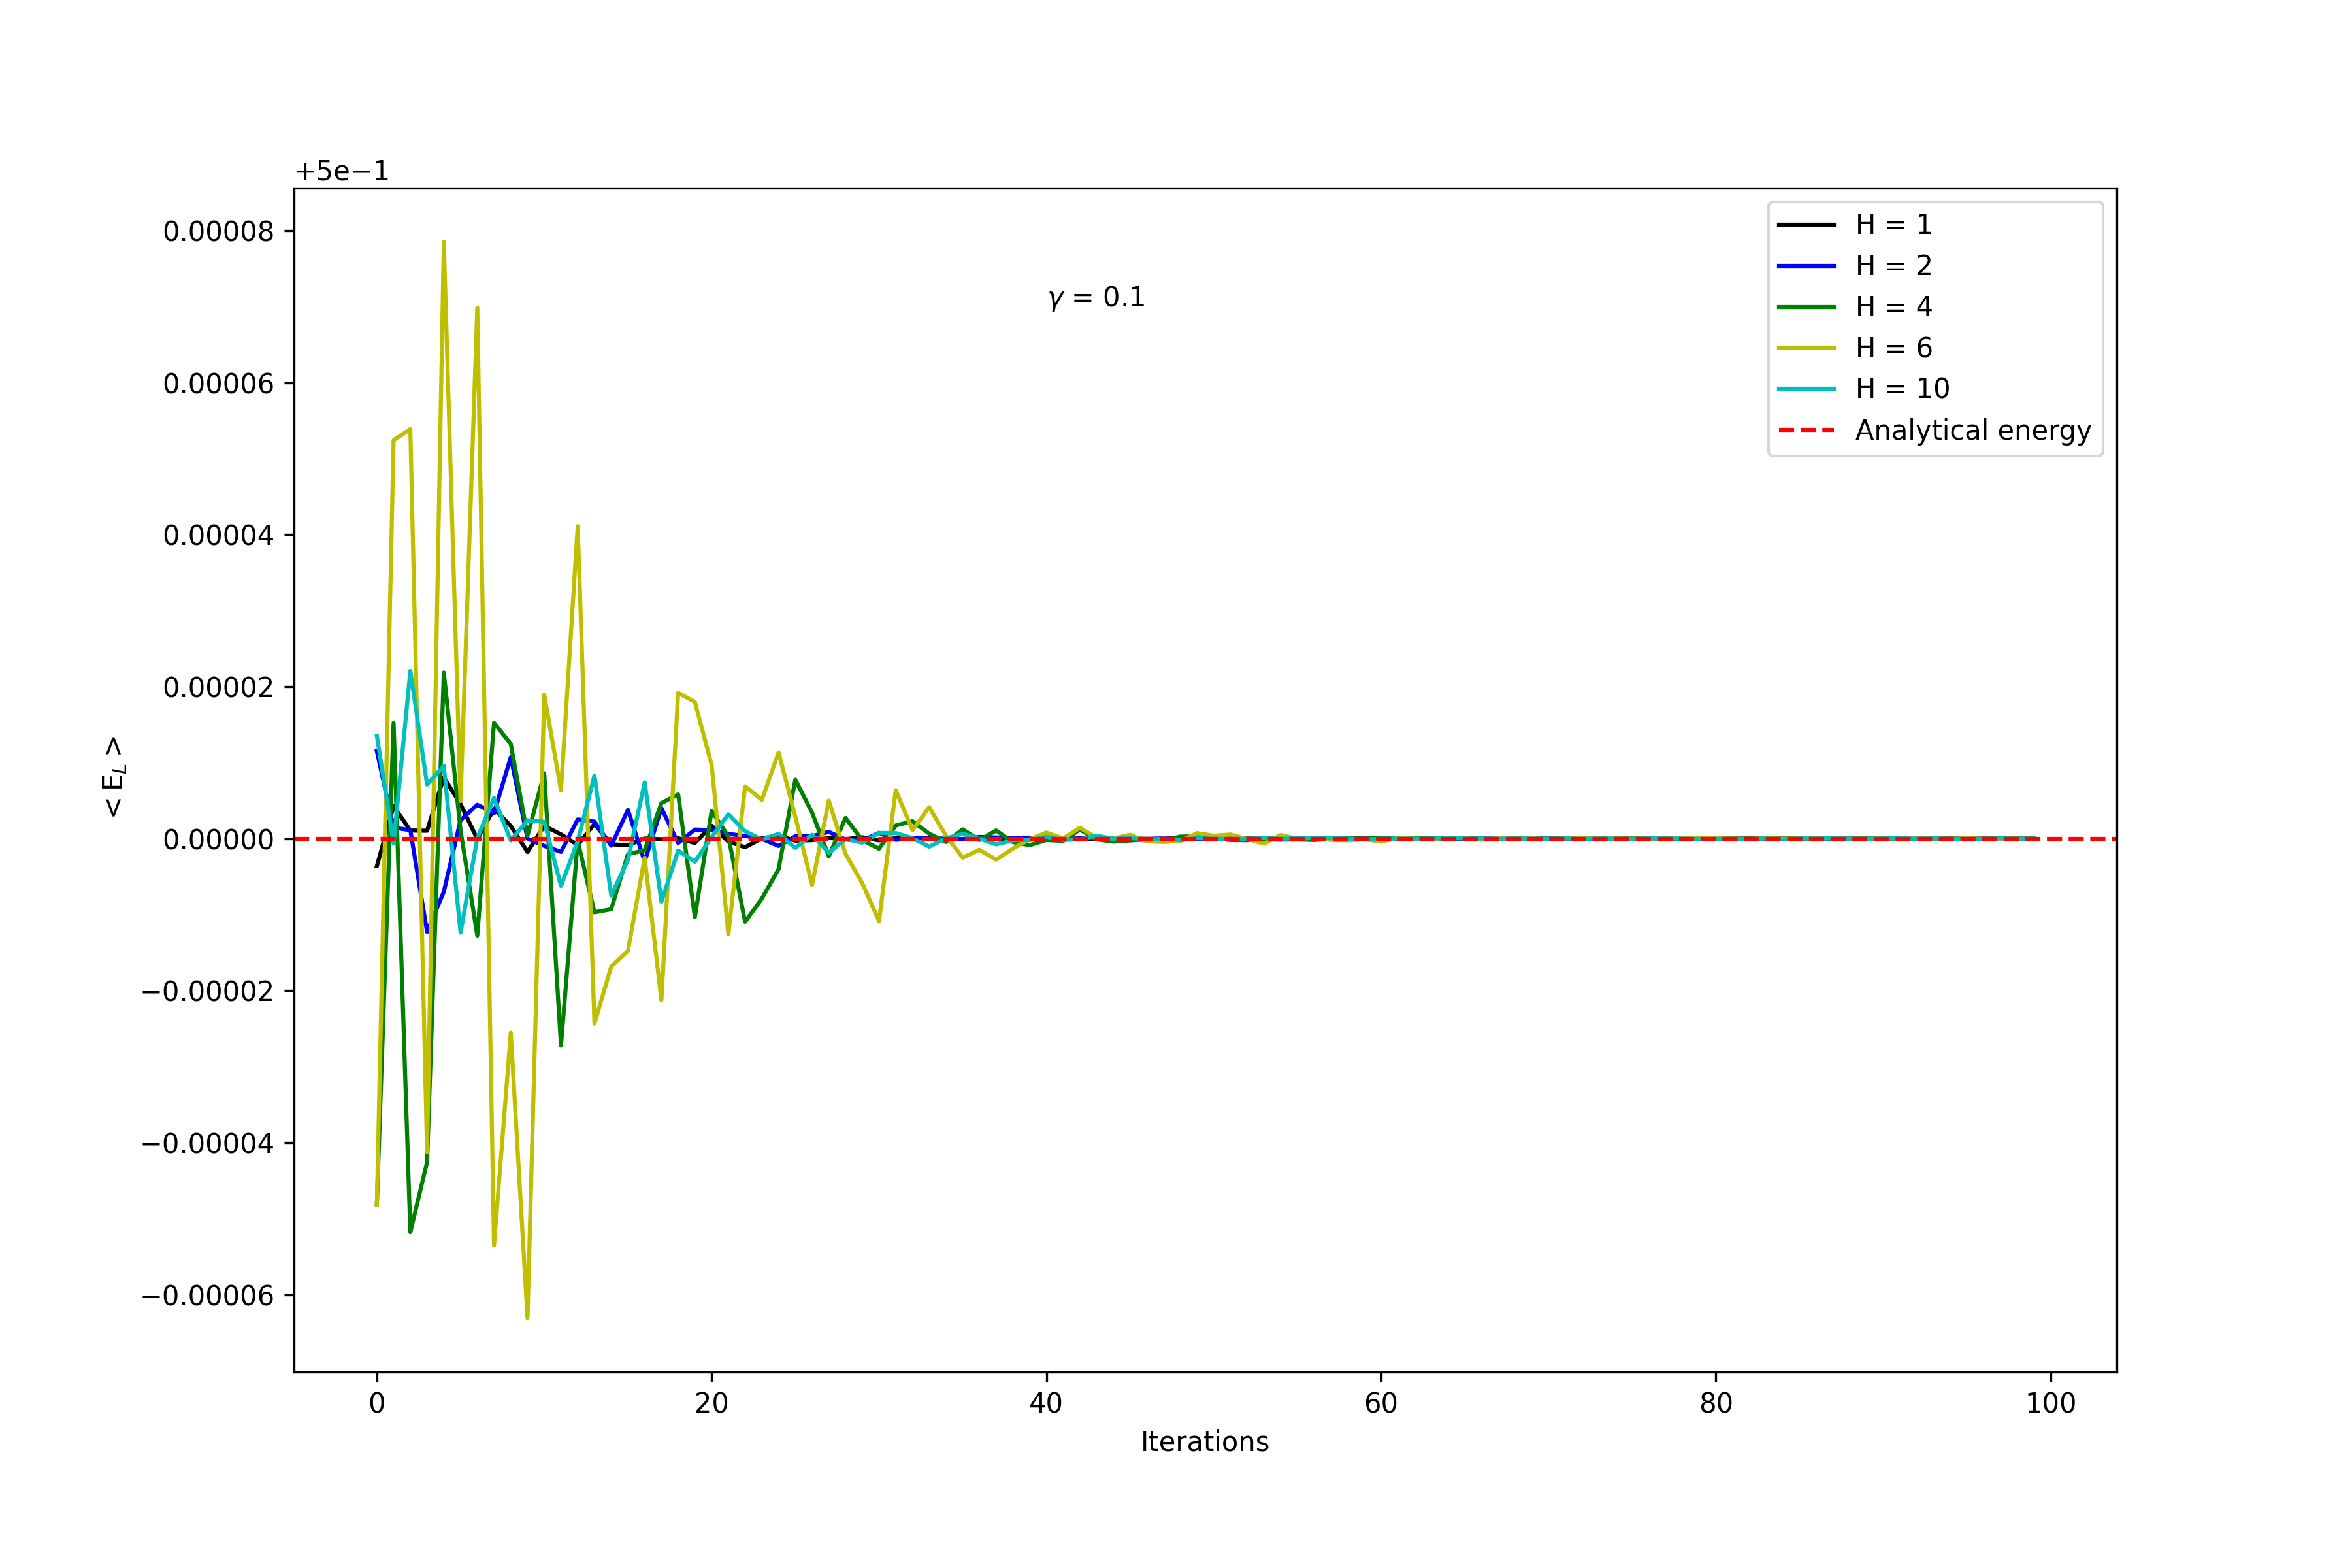 +5e−1
0.00008
0.00006
0.00004
0.00002
0.00000
−0.00002
−0.00004
−0.00006
<E_L>
γ = 0.1
H = 1
H = 2
H = 4
H = 6
H = 10
Analytical energy
0 20 40 60 80 100
Iterations